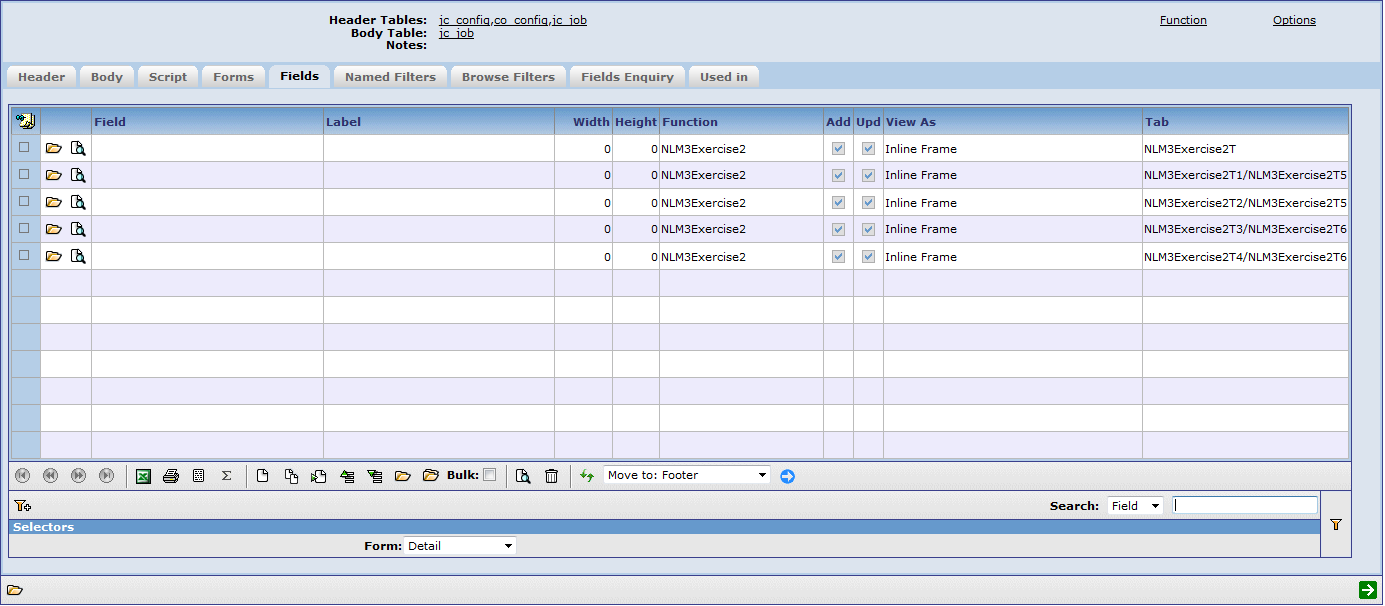 Header Tables: jc_config,co_config,jc_job Function Options
Body Table: jc_job
Notes:
Header Body Script Forms Fields Named Filters Browse Filters Fields Enquiry Used in
Field Label Width Height Function Add Upd View As Tab
0 0 NLM3Exercise2 Inline Frame NLM3Exercise2T
0 0 NLM3Exercise2 Inline Frame NLM3Exercise2T1/NLM3Exercise2T5
0 0 NLM3Exercise2 Inline Frame NLM3Exercise2T2/NLM3Exercise2T5
0 0 NLM3Exercise2 Inline Frame NLM3Exercise2T3/NLM3Exercise2T6
0 0 NLM3Exercise2 Inline Frame NLM3Exercise2T4/NLM3Exercise2T6
Σ Bulk: Move to: Footer
Search: Field
Selectors
Form: Detail